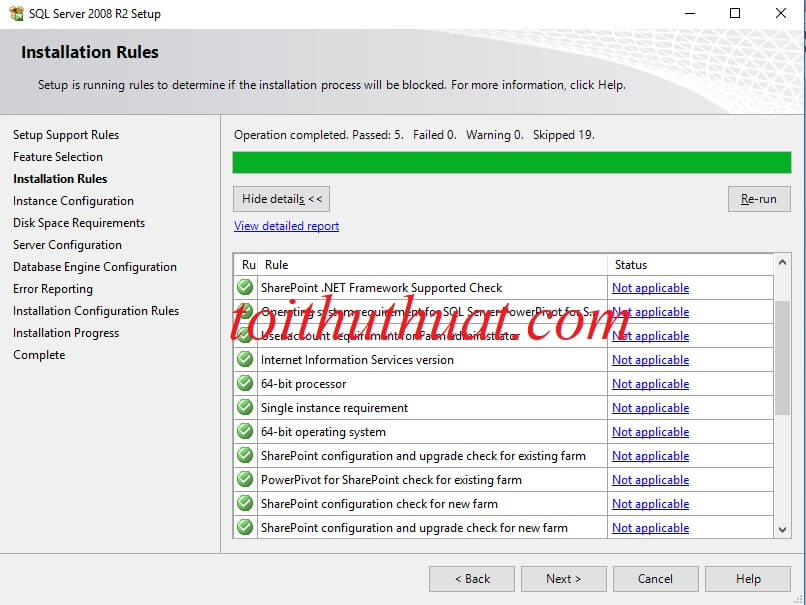 SQL Server 2008 R2 Setup
Installation Rules
Setup is running rules to determine if the installation process will be blocked. For more information, click Help.
Setup Support Rules
Feature Selection
Installation Rules
Instance Configuration
Disk Space Requirements
Server Configuration
Database Engine Configuration
Error Reporting
Installation Configuration Rules
Installation Progress
Complete
Operation completed. Passed: 5.  Failed 0.  Warning 0.  Skipped 19.
Hide details << Re-run
View detailed report
Ru Rule Status
SharePoint .NET Framework Supported Check Not applicable
Operating system requirement for SQL Server PowerPivot for S... Not applicable
toithuthuat.com
User account requirement for Farm administrator Not applicable
Internet Information Services version Not applicable
64-bit processor Not applicable
Single instance requirement Not applicable
64-bit operating system Not applicable
SharePoint configuration and upgrade check for existing farm Not applicable
PowerPivot for SharePoint check for existing farm Not applicable
SharePoint configuration check for new farm Not applicable
SharePoint configuration and upgrade check for new farm Not applicable
< Back Next > Cancel Help